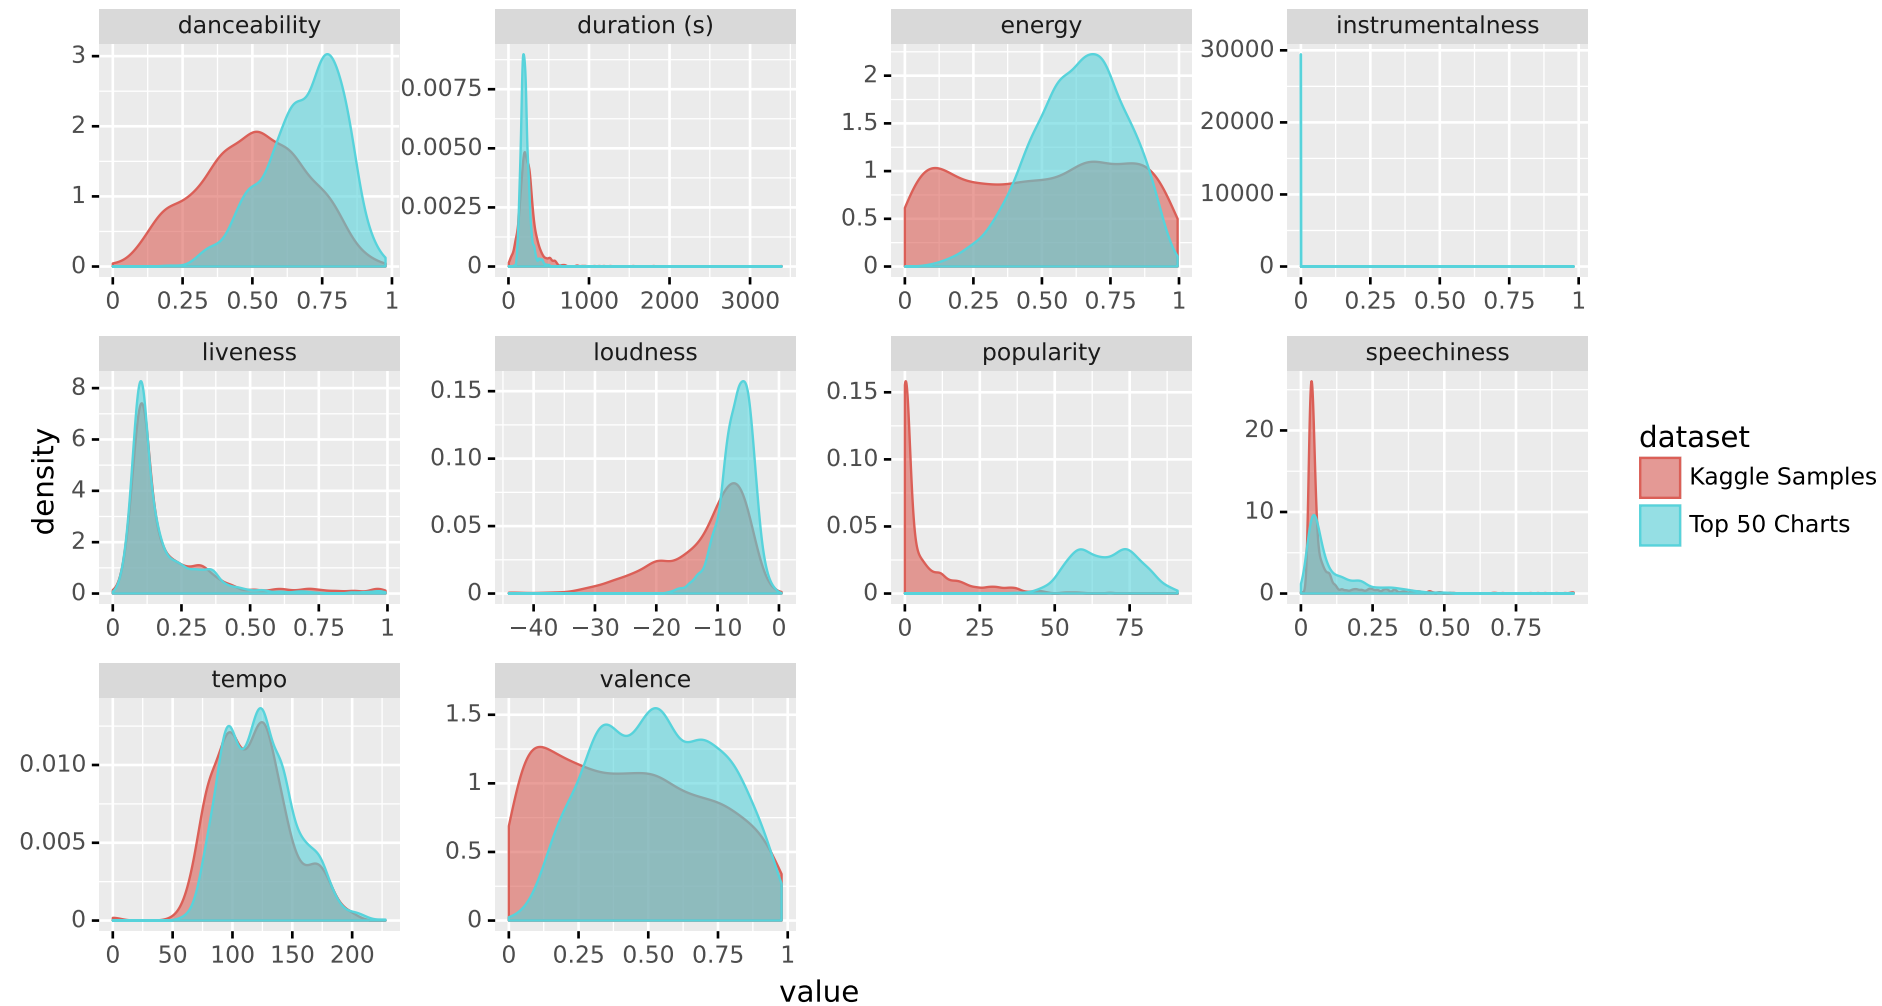 danceability
duration (s)
energy
instrumentalness
3
2
1
0
0 0.25 0.50 0.75 1
0.0075
0.0050
0.0025
0
0 1000 2000 3000
2
1.5
1
0.5
0
0 0.25 0.50 0.75 1
30000
20000
10000
0
0 0.25 0.50 0.75 1
liveness
loudness
popularity
speechiness
8
6
4
2
0
0 0.25 0.50 0.75 1
0.15
0.10
0.05
0
−40 −30 −20 −10 0
0.15
0.10
0.05
0
0 25 50 75
20
10
0
0 0.25 0.50 0.75
tempo
valence
0.010
0.005
0
0 50 100 150 200
1.5
1
0.5
0
0 0.25 0.50 0.75 1
density
value
dataset
Kaggle Samples
Top 50 Charts